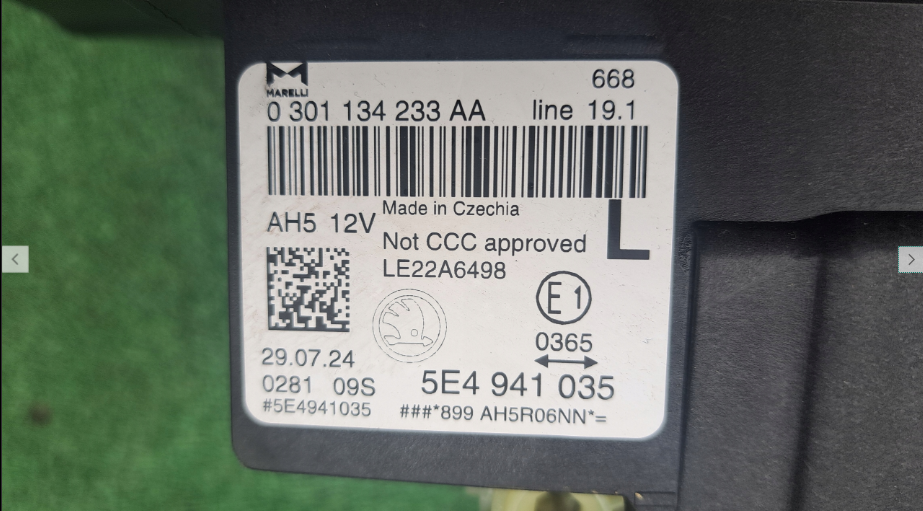 MARELLI
668
0 301 134 233 AA line 19.1
AH5 12V
Made in Czechia
L
Not CCC approved
LE22A6498
E1
0365
29.07.24
0281 09S
5E4 941 035
#5E4941035
###*899 AH5R06NN*=